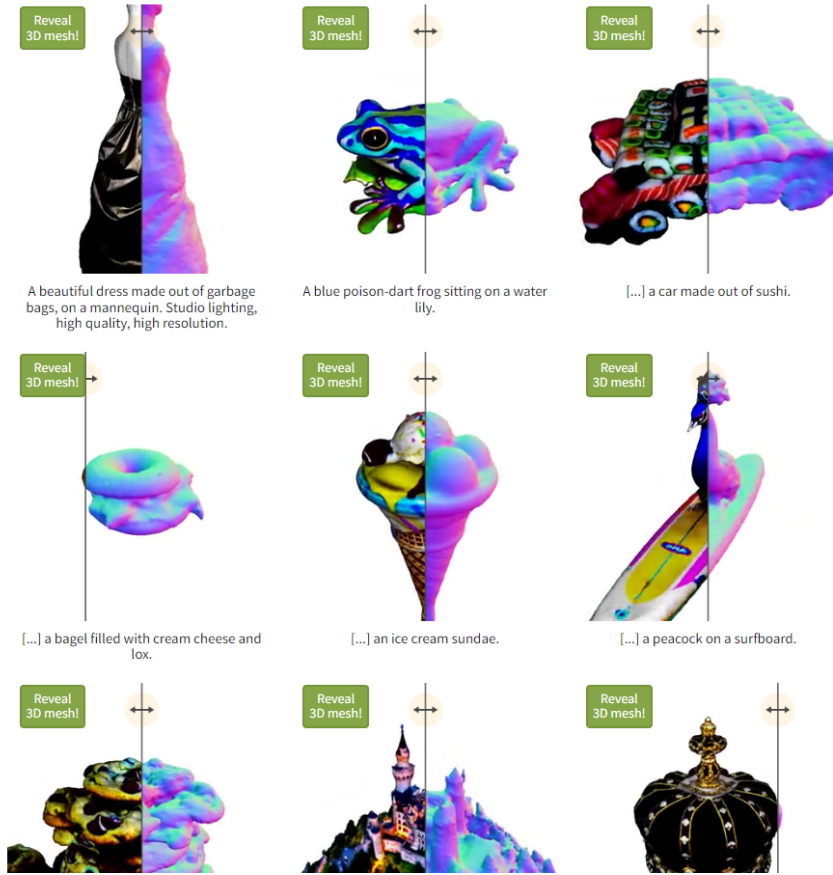 Reveal
3D mesh!
Reveal
3D mesh!
Reveal
3D mesh!
A beautiful dress made out of garbage
bags, on a mannequin. Studio lighting,
high quality, high resolution.
A blue poison-dart frog sitting on a water
lily.
[...] a car made out of sushi.
Reveal
3D mesh!
Reveal
3D mesh!
Reveal
3D mesh!
[...] a bagel filled with cream cheese and
lox.
[...] an ice cream sundae.
[...] a peacock on a surfboard.
Reveal
3D mesh!
Reveal
3D mesh!
Reveal
3D mesh!